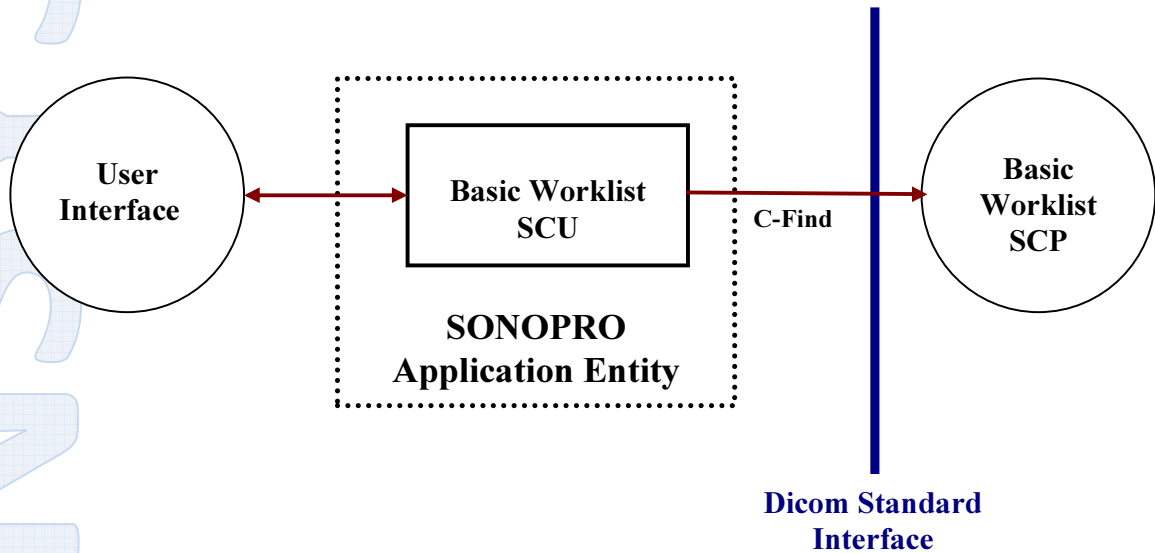 User
Interface
Basic Worklist
SCU
C-Find
Basic
Worklist
SCP
SONOPRO
Application Entity
Dicom Standard
Interface